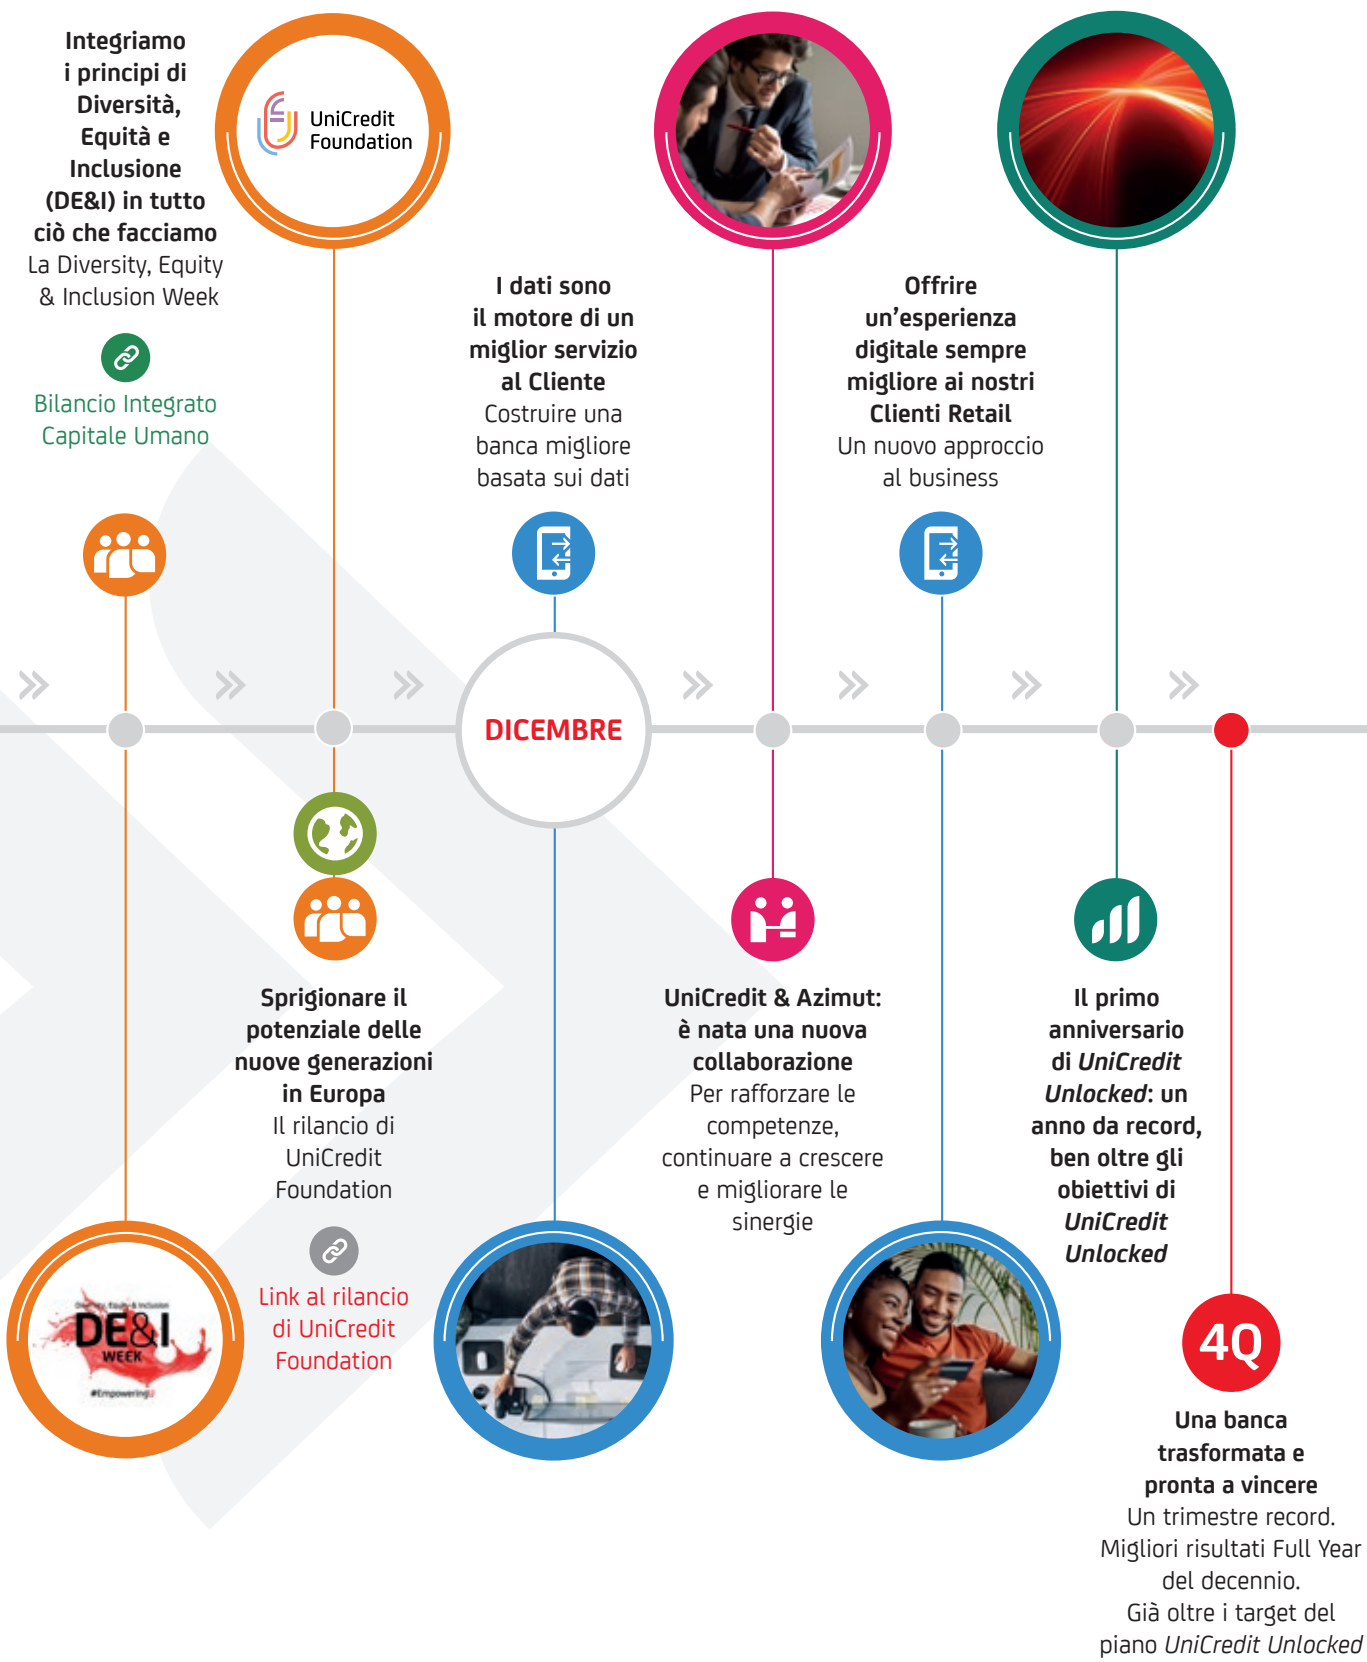 Integriamo
i principi di
Diversità,
Equità e
Inclusione
(DE&I) in tutto
ciò che facciamo
La Diversity, Equity
& Inclusion Week
Bilancio Integrato
Capitale Umano
UniCredit
Foundation
I dati sono
il motore di un
miglior servizio
al Cliente
Costruire una
banca migliore
basata sui dati
Offrire
un’esperienza
digitale sempre
migliore ai nostri
Clienti Retail
Un nuovo approccio
al business
DICEMBRE
Sprigionare il
potenziale delle
nuove generazioni
in Europa
Il rilancio di
UniCredit
Foundation
Link al rilancio
di UniCredit
Foundation
UniCredit & Azimut:
è nata una nuova
collaborazione
Per rafforzare le
competenze,
continuare a crescere
e migliorare le
sinergie
Il primo
anniversario
di UniCredit
Unlocked: un
anno da record,
ben oltre gli
obiettivi di
UniCredit
Unlocked
Diversity, Equity & Inclusion
DE&I
WEEK
#EmpoweringU
4Q
Una banca
trasformata e
pronta a vincere
Un trimestre record.
Migliori risultati Full Year
del decennio.
Già oltre i target del
piano UniCredit Unlocked